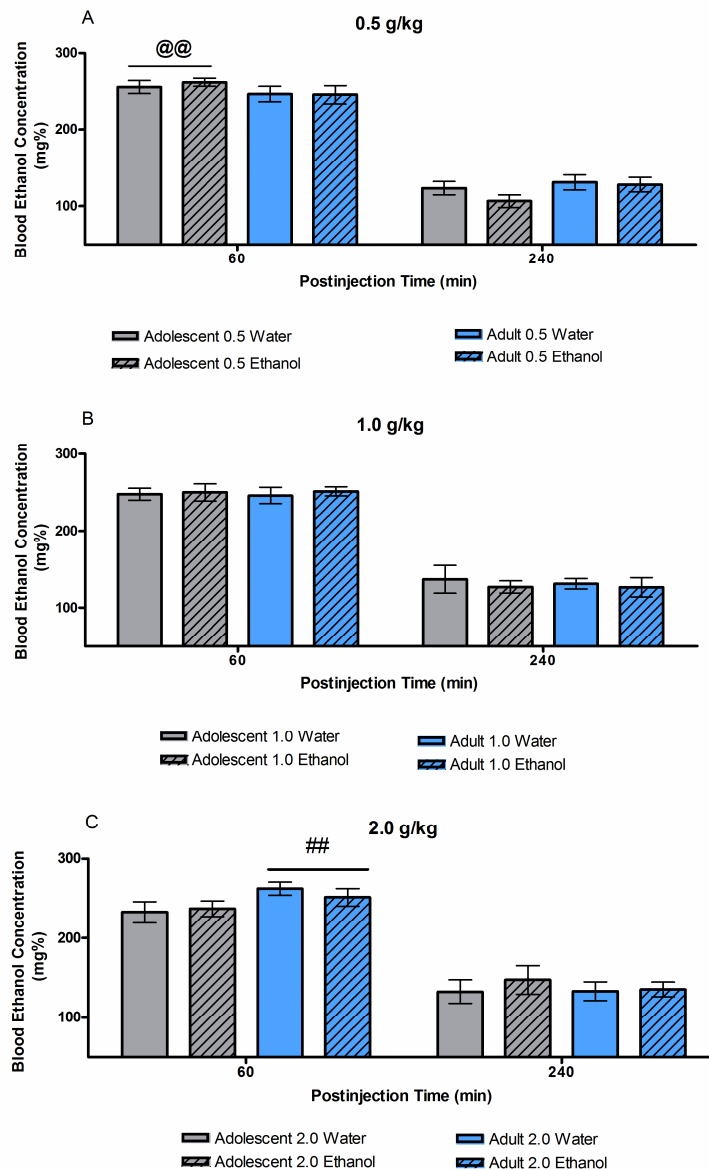 A
0.5 g/kg
@@
300
200
100
Blood Ethanol Concentration
(mg%)
60
240
Postinjection Time (min)
Adolescent 0.5 Water
Adult 0.5 Water
Adolescent 0.5 Ethanol
Adult 0.5 Ethanol
B
1.0 g/kg
300
200
100
Blood Ethanol Concentration
(mg%)
60
240
Postinjection Time (min)
Adolescent 1.0 Water
Adult 1.0 Water
Adolescent 1.0 Ethanol
Adult 1.0 Ethanol
C
2.0 g/kg
##
300
200
100
Blood Ethanol Concentration
(mg%)
60
240
Postinjection Time (min)
Adolescent 2.0 Water
Adult 2.0 Water
Adolescent 2.0 Ethanol
Adult 2.0 Ethanol